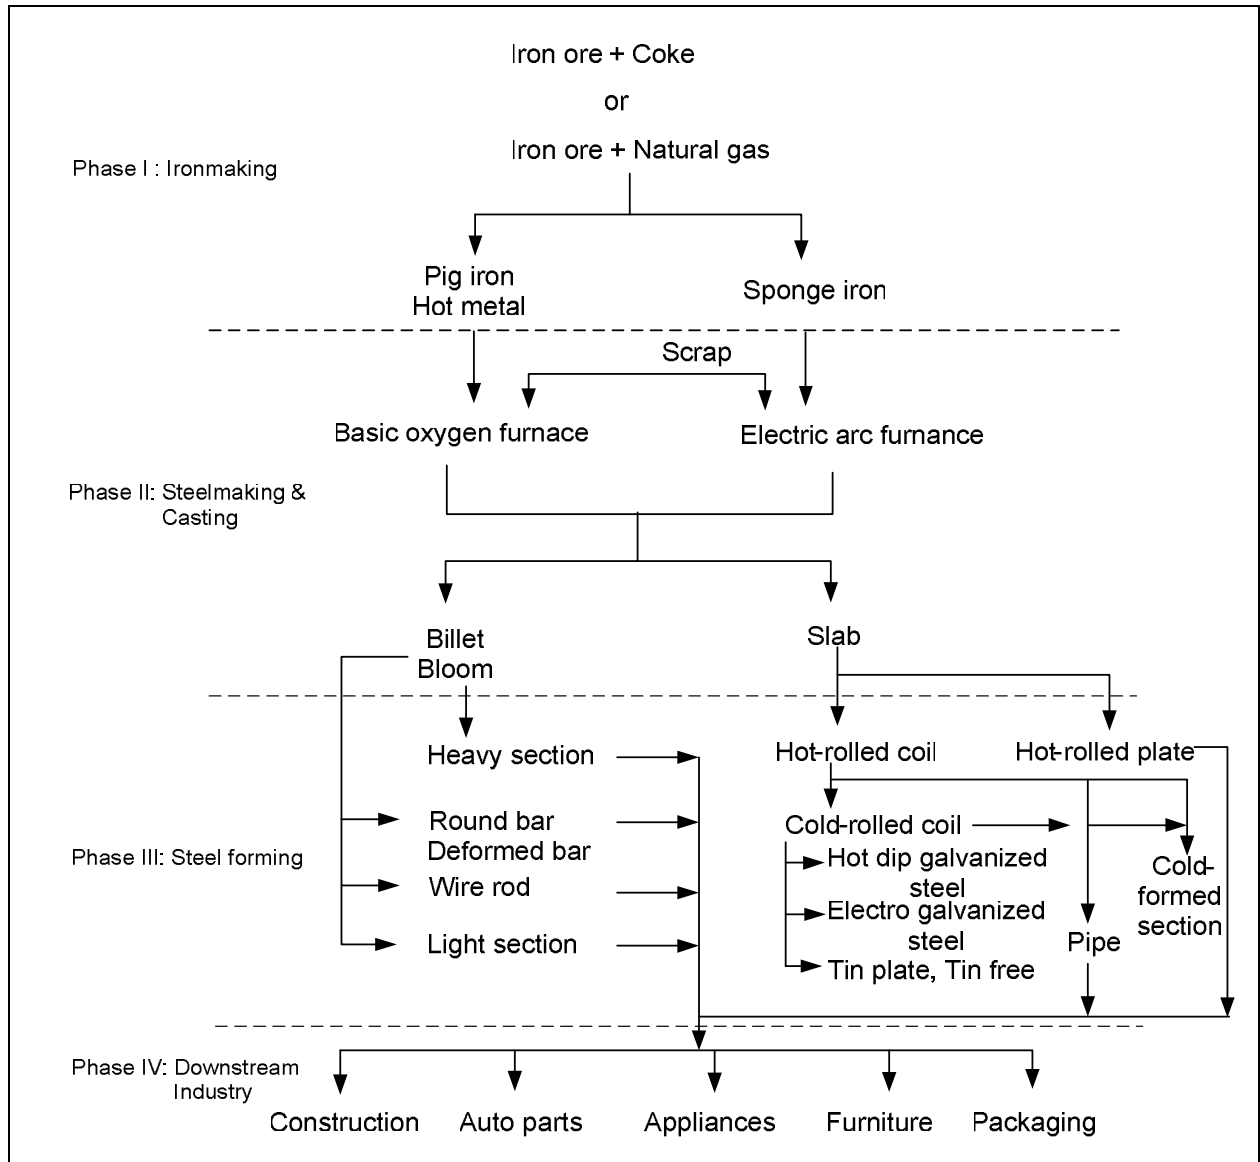 Iron ore + Coke
or
Iron ore + Natural gas
Phase I : Ironmaking
Pig iron
Hot metal
Sponge iron
Scrap
Basic oxygen furnace
Electric arc furnance
Phase II: Steelmaking &
Casting
Billet
Bloom
Slab
Heavy section
Hot-rolled coil
Hot-rolled plate
Round bar
Deformed bar
Cold-rolled coil
Phase III: Steel forming
Wire rod
Hot dip galvanized
steel
Cold-
formed
section
Electro galvanized
steel
Light section
Pipe
Tin plate, Tin free
Phase IV: Downstream
Industry
Construction
Auto parts
Appliances
Furniture
Packaging